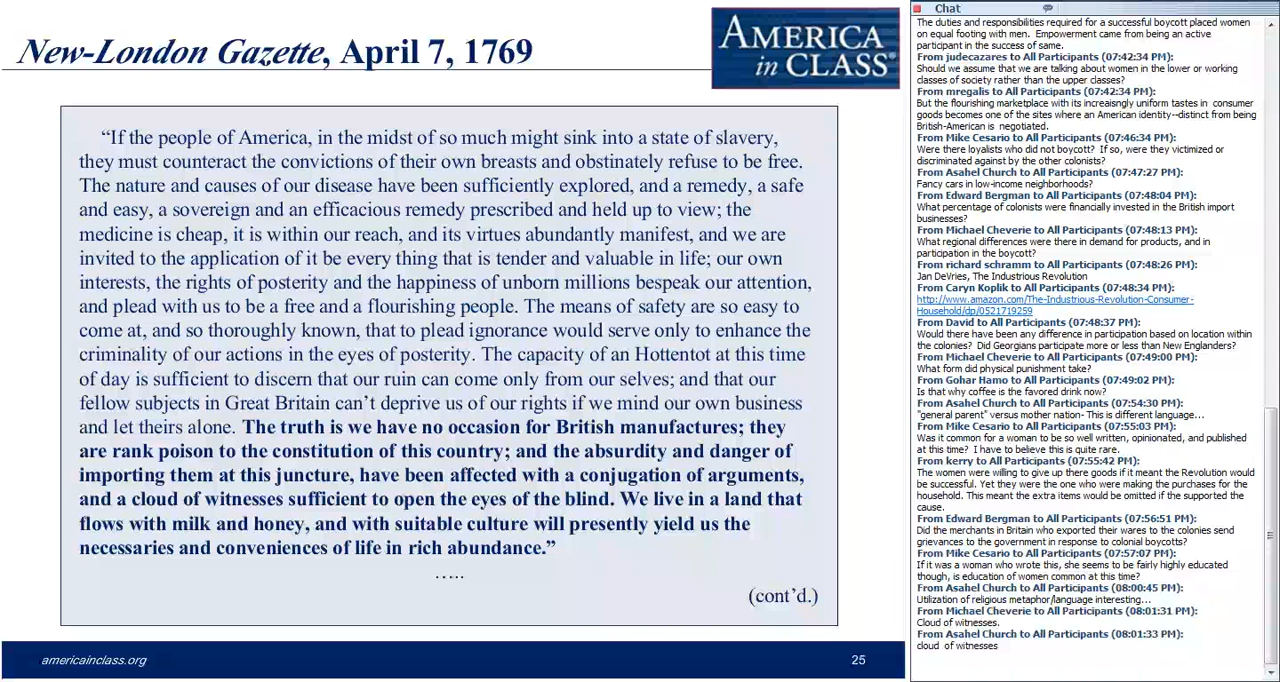 New-London Gazette, April 7, 1769
AMERICA
in CLASS
“If the people of America, in the midst of so much might sink into a state of slavery,
they must counteract the convictions of their own breasts and obstinately refuse to be free.
The nature and causes of our disease have been sufficiently explored, and a remedy, a safe
and easy, a sovereign and an efficacious remedy prescribed and held up to view; the
medicine is cheap, it is within our reach, and its virtues abundantly manifest, and we are
invited to the application of it be every thing that is tender and valuable in life; our own
interests, the rights of posterity and the happiness of unborn millions bespeak our attention,
and plead with us to be a free and a flourishing people. The means of safety are so easy to
come at, and so thoroughly known, that to plead ignorance would serve only to enhance the
criminality of our actions in the eyes of posterity. The capacity of an Hottentot at this time
of day is sufficient to discern that our ruin can come only from our selves; and that our
fellow subjects in Great Britain can’t deprive us of our rights if we mind our own business
and let theirs alone. The truth is we have no occasion for British manufactures; they
are rank poison to the constitution of this country; and the absurdity and danger of
importing them at this juncture, have been affected with a conjugation of arguments,
and a cloud of witnesses sufficient to open the eyes of the blind. We live in a land that
flows with milk and honey, and with suitable culture will presently yield us the
necessaries and conveniences of life in rich abundance.”
…..
(cont’d.)
americainclass.org
25
Chat
The duties and responsibilities required for a successful boycott placed women
on equal footing with men. Empowerment came from being an active
participant in the success of same.
From judecazares to All Participants (07:42:34 PM):
Should we assume that we are talking about women in the lower or working
classes of society rather than the upper classes?
From mregalis to All Participants (07:42:34 PM):
But the flourishing marketplace with its increaisngly uniform tastes in consumer
goods becomes one of the sites where an American identity--distinct from being
British-American is negotiated.
From Mike Cesario to All Participants (07:46:34 PM):
Were there loyalists who did not boycott? If so, were they victimized or
discriminated against by the other colonists?
From Asahel Church to All Participants (07:47:27 PM):
Fancy cars in low-income neighborhoods?
From Edward Bergman to All Participants (07:48:04 PM):
What percentage of colonists were financially invested in the British import
businesses?
From Michael Cheverie to All Participants (07:48:13 PM):
What regional differences were there in demand for products, and in
participation in the boycott?
From richard schramm to All Participants (07:48:26 PM):
Jan DeVries, The Industrious Revolution
From Caryn Koplik to All Participants (07:48:34 PM):
http://www.amazon.com/The-Industrious-Revolution-Consumer-
Household/dp/0521719259
From David to All Participants (07:48:37 PM):
Would there have been any difference in participation based on location within
the colonies? Did Georgians participate more or less than New Englanders?
From Michael Cheverie to All Participants (07:49:00 PM):
What form did physical punishment take?
From Gohar Hamo to All Participants (07:49:02 PM):
Is that why coffee is the favored drink now?
From Asahel Church to All Participants (07:54:30 PM):
"general parent" versus mother nation- This is different language...
From Mike Cesario to All Participants (07:55:03 PM):
Was it common for a woman to be so well written, opinionated, and published
at this time? I have to believe this is quite rare.
From kerry to All Participants (07:55:42 PM):
The women were willing to give up there goods if it meant the Revolution would
be successful. Yet they were the one who were making the purchases for the
household. This meant the extra items would be omitted if the supported the
cause.
From Edward Bergman to All Participants (07:56:51 PM):
Did the merchants in Britain who exported their wares to the colonies send
grievances to the government in response to colonial boycotts?
From Mike Cesario to All Participants (07:57:07 PM):
If it was a woman who wrote this, she seems to be fairly highly educated
though, is education of women common at this time?
From Asahel Church to All Participants (08:00:45 PM):
Utilization of religious metaphor/language interesting...
From Michael Cheverie to All Participants (08:01:31 PM):
Cloud of witnesses.
From Asahel Church to All Participants (08:01:33 PM):
cloud of witnesses